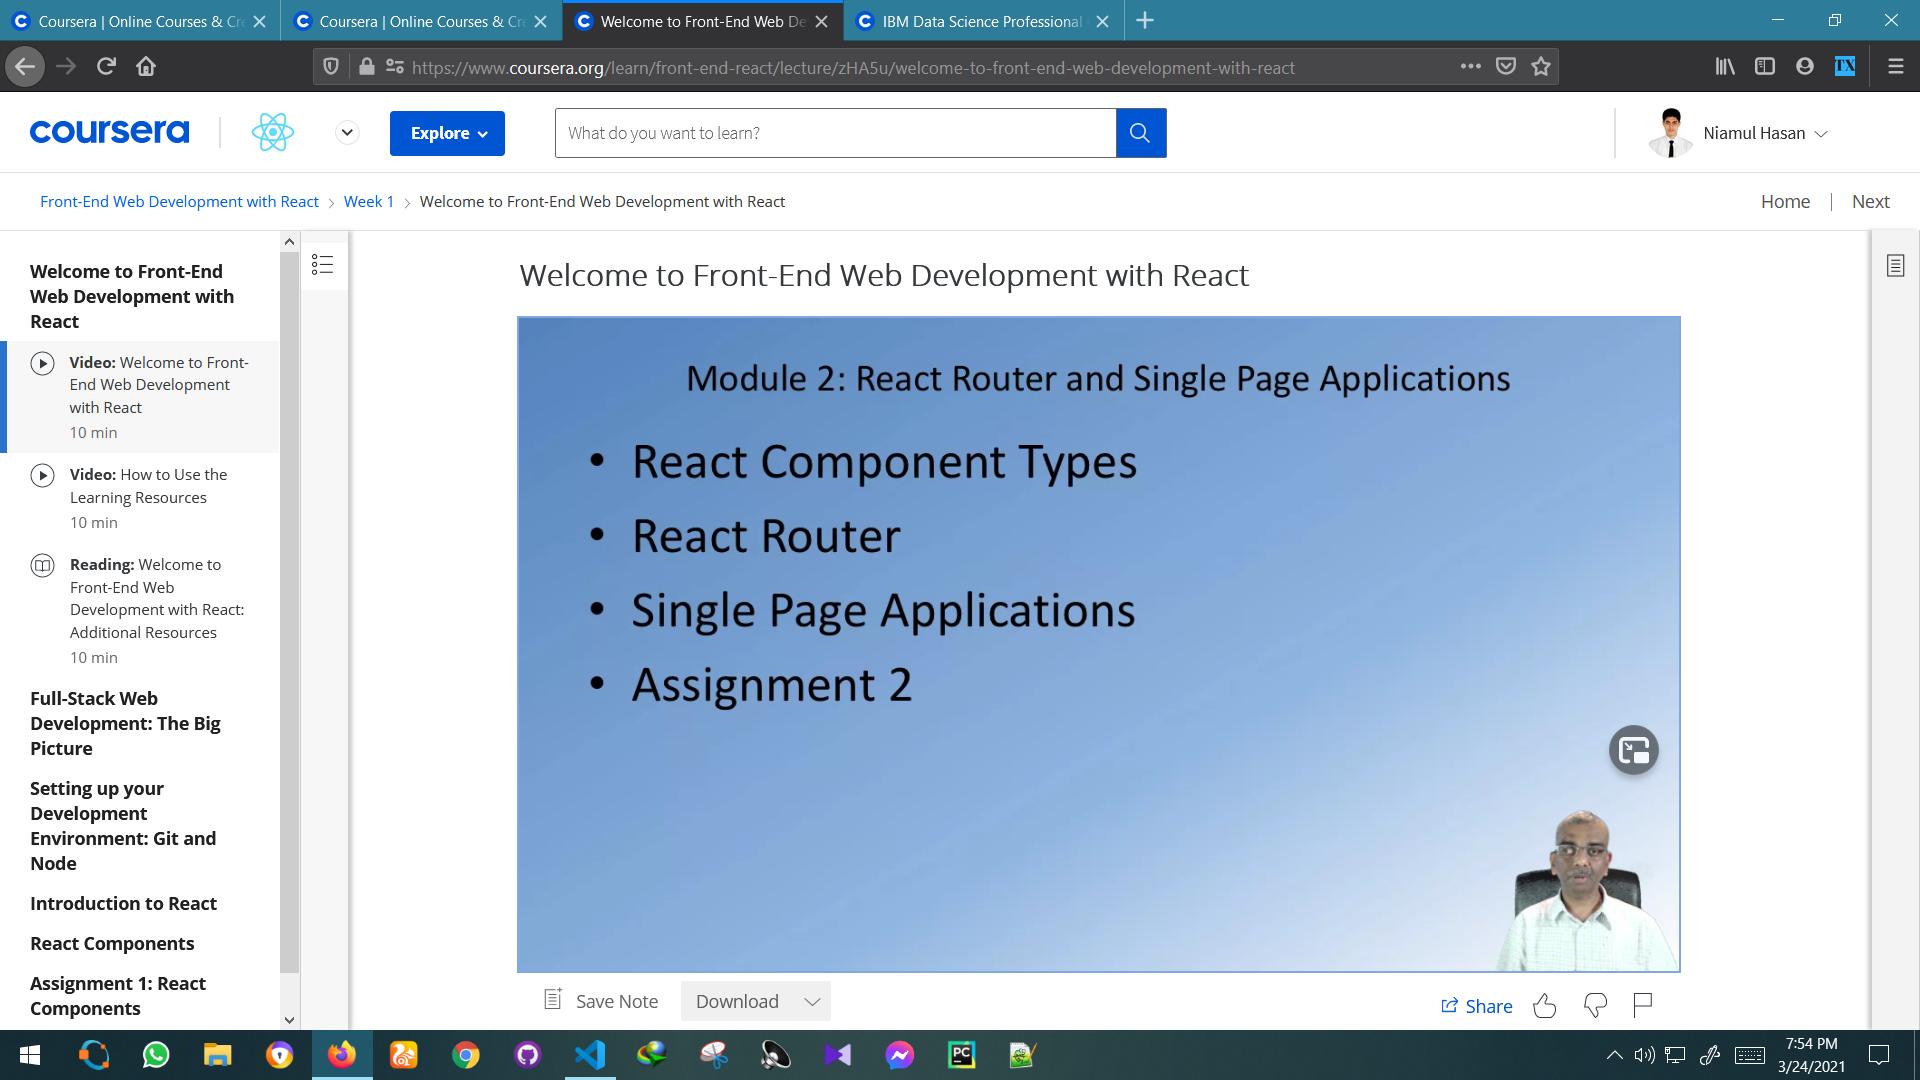 Coursera | Online Courses & Cre
Coursera | Online Courses & Cre
Welcome to Front-End Web De
IBM Data Science Professional
https://www.coursera.org/learn/front-end-react/lecture/zHA5u/welcome-to-front-end-web-development-with-react
TX
coursera
Explore
What do you want to learn?
Niamul Hasan
Front-End Web Development with React
Week 1
Welcome to Front-End Web Development with React
Home
Next
Welcome to Front-End
Web Development with
React
Video: Welcome to Front-
End Web Development
with React
10 min
Video: How to Use the
Learning Resources
10 min
Reading: Welcome to
Front-End Web
Development with React:
Additional Resources
10 min
Full-Stack Web
Development: The Big
Picture
Setting up your
Development
Environment: Git and
Node
Introduction to React
React Components
Assignment 1: React
Components
Welcome to Front-End Web Development with React
Module 2: React Router and Single Page Applications
• React Component Types
• React Router
• Single Page Applications
• Assignment 2
Save Note
Download
Share
PC
7:54 PM
3/24/2021